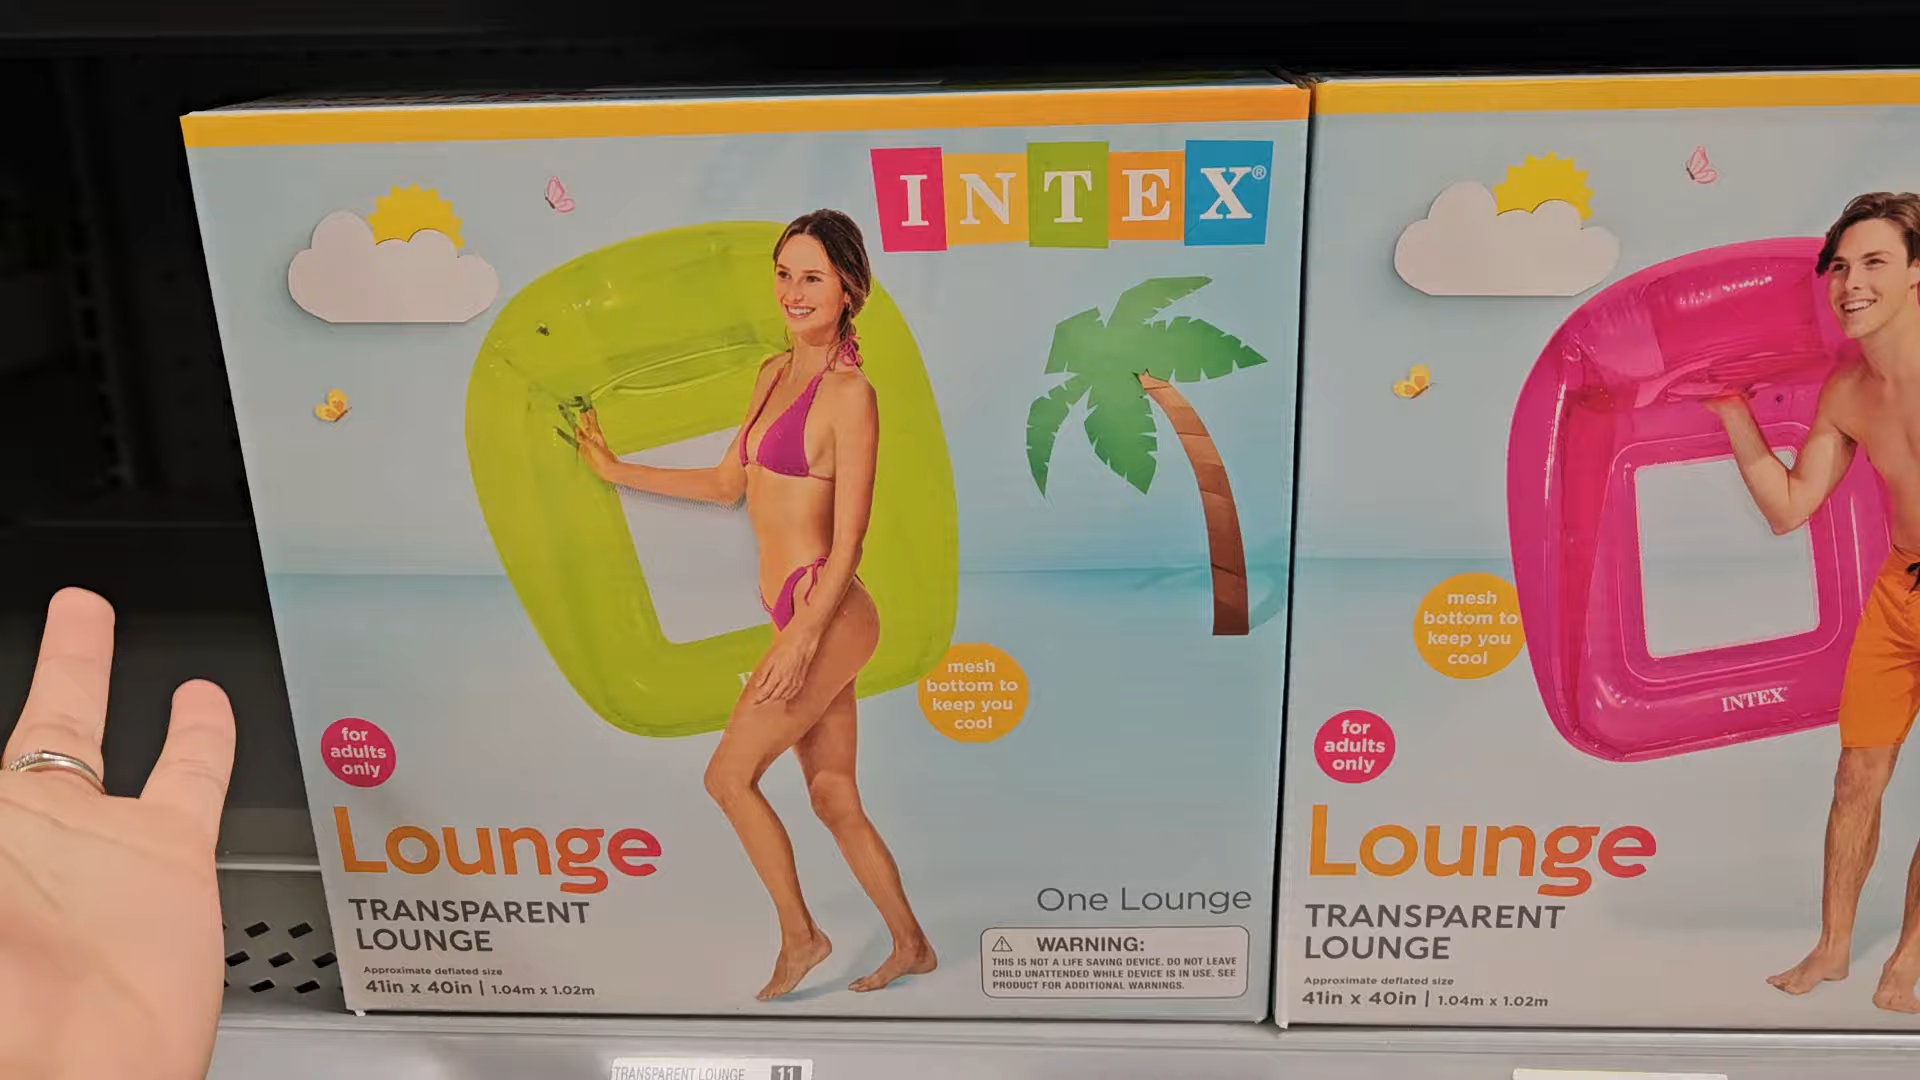 INTEX®
mesh
bottom to
keep you
cool
for
adults
only
Lounge
TRANSPARENT
LOUNGE
Approximate deflated size
41in x 40in | 1.04m x 1.02m
One Lounge
WARNING:
THIS IS NOT A LIFE SAVING DEVICE. DO NOT LEAVE
CHILD UNATTENDED WHILE DEVICE IS IN USE. SEE
PRODUCT FOR ADDITIONAL WARNINGS.
mesh
bottom to
keep you
cool
INTEX
for
adults
only
Lounge
TRANSPARENT
LOUNGE
Approximate deflated size
41in x 40in | 1.04m x 1.02m
TRANSPARENT LOUNGE 11